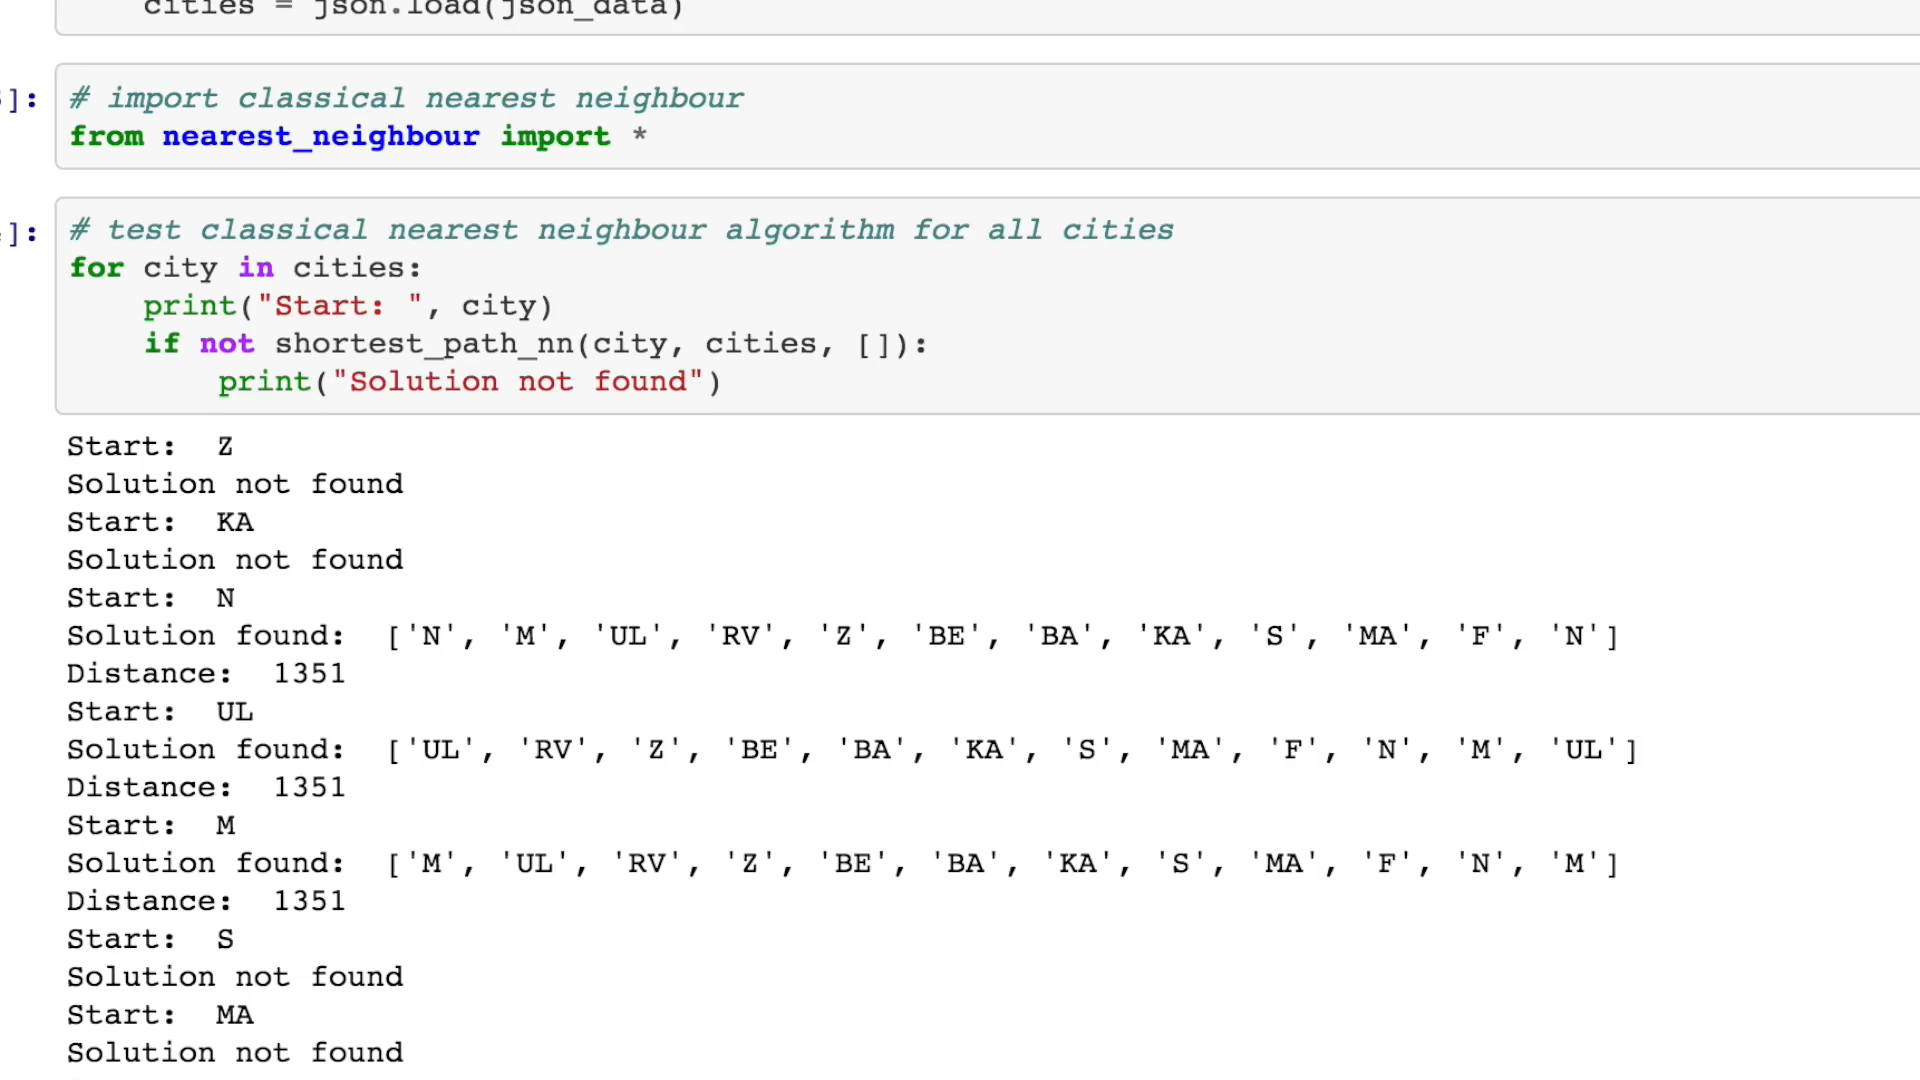 cities = json.load(json_data)
]:
# import classical nearest neighbour
from nearest_neighbour import *
]:
# test classical nearest neighbour algorithm for all cities
for city in cities:
    print("Start: ", city)
    if not shortest_path_nn(city, cities, []):
        print("Solution not found")
Start:  Z
Solution not found
Start:  KA
Solution not found
Start:  N
Solution found:  ['N', 'M', 'UL', 'RV', 'Z', 'BE', 'BA', 'KA', 'S', 'MA', 'F', 'N']
Distance:  1351
Start:  UL
Solution found:  ['UL', 'RV', 'Z', 'BE', 'BA', 'KA', 'S', 'MA', 'F', 'N', 'M', 'UL']
Distance:  1351
Start:  M
Solution found:  ['M', 'UL', 'RV', 'Z', 'BE', 'BA', 'KA', 'S', 'MA', 'F', 'N', 'M']
Distance:  1351
Start:  S
Solution not found
Start:  MA
Solution not found